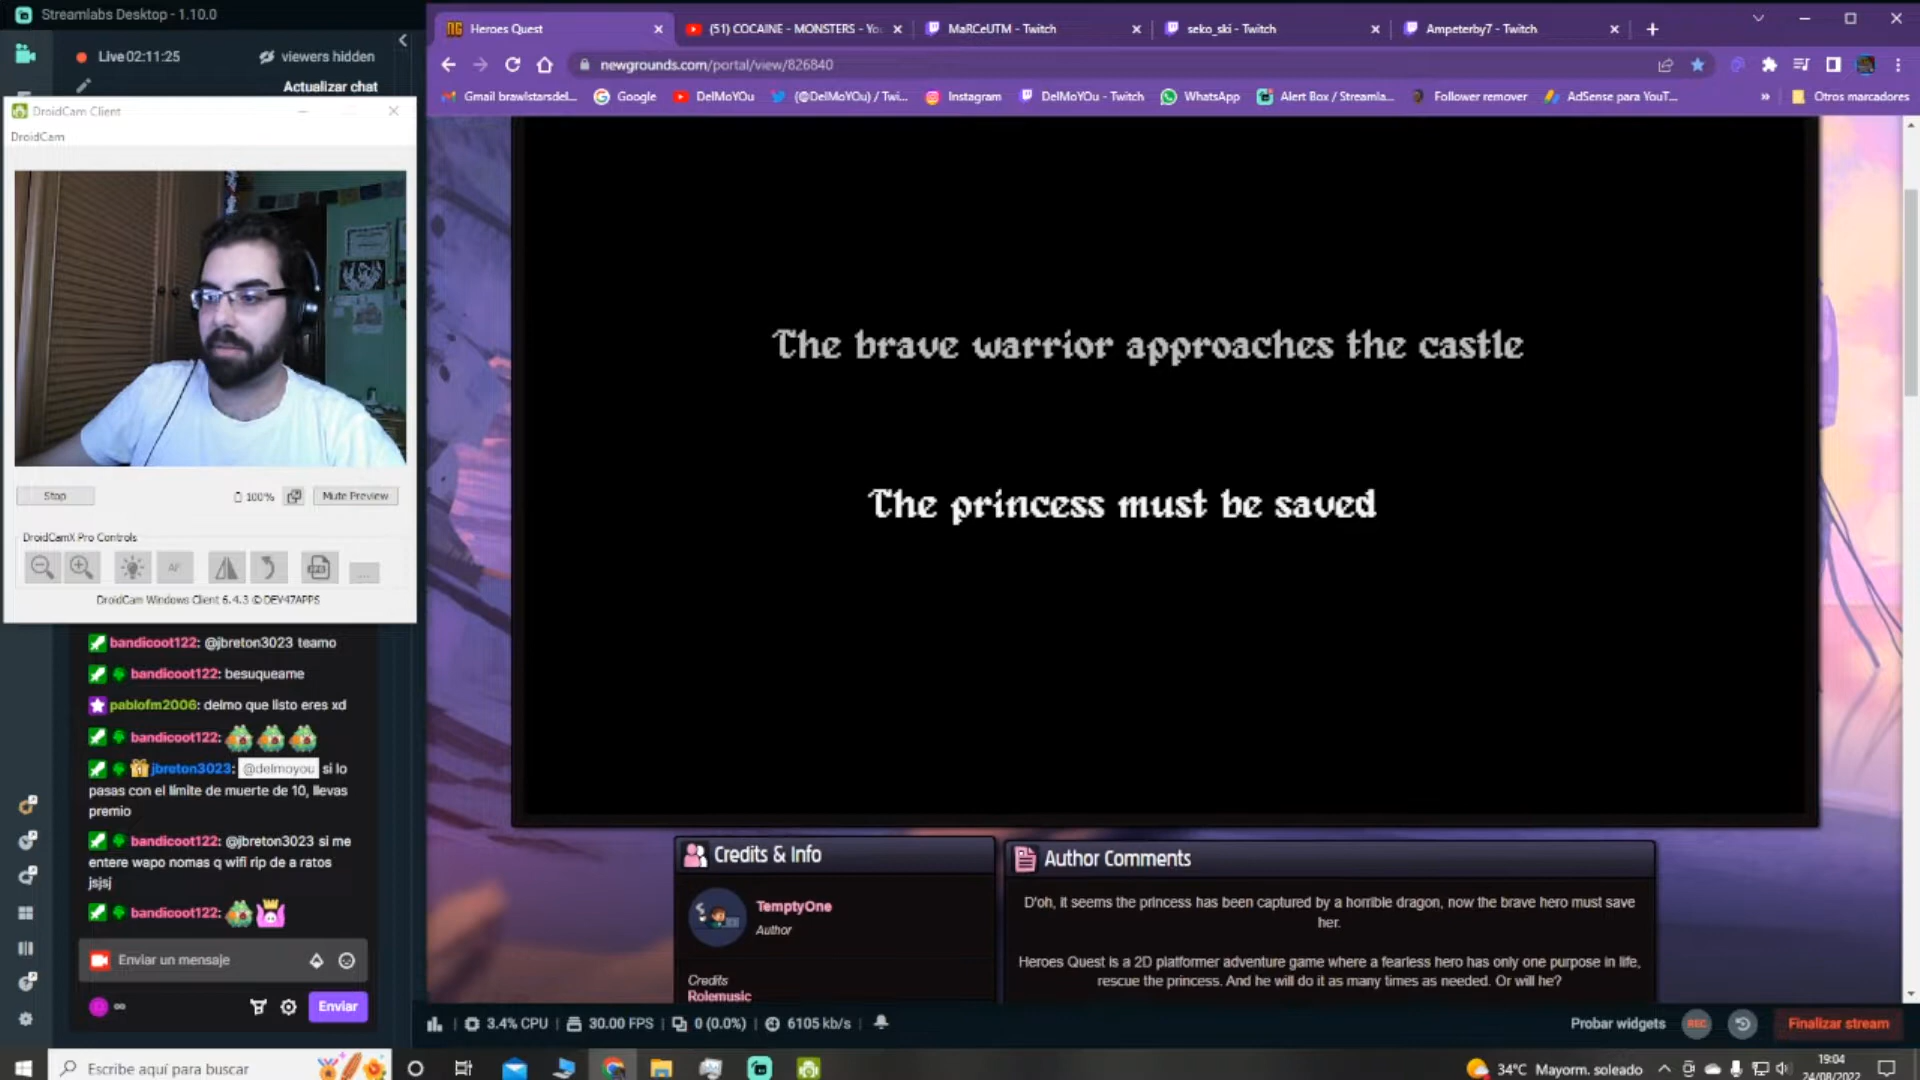 Streamlabs Desktop - 1.10.0
Live 02:11:25
viewers hidden
Actualizar chat
DroidCam Client
DroidCam
Stop
100%
Mute Preview
DroidCamX Pro Controls
AF
DroidCam Windows Client 6.4.3 © DEV47APPS
bandicoot122: @jbreton3023 teamo
bandicoot122: besuqueame
pablofm2006: delmo que listo eres xd
bandicoot122:
jbreton3023: @delmoyou si lo
pasas con el límite de muerte de 10, llevas
premio
bandicoot122: @jbreton3023 si me
entere wapo nomas q wifi rip de a ratos
jsjsj
bandicoot122:
Enviar un mensaje
∞
Enviar
Heroes Quest
(51) COCAINE - MONSTERS - You
MaRCeUTM - Twitch
seko_ski - Twitch
Ampeterby7 - Twitch
newgrounds.com/portal/view/826840
Gmail brawlstarsdel...
Google
DelMoYOu
(@DelMoYOu) / Twi...
Instagram
DelMoYOu - Twitch
WhatsApp
Alert Box / Streamla...
Follower remover
AdSense para YouT...
»
Otros marcadores
The brave warrior approaches the castle
The princess must be saved
Credits & Info
TemptyOne
Author
Credits
Rolemusic
Author Comments
D'oh, it seems the princess has been captured by a horrible dragon, now the brave hero must save
her.
Heroes Quest is a 2D platformer adventure game where a fearless hero has only one purpose in life,
rescue the princess. And he will do it as many times as needed. Or will he?
3.4% CPU
30.00 FPS
0 (0.0%)
6105 kb/s
Probar widgets
REC
Finalizar stream
Escribe aquí para buscar
34°C Mayorm. soleado
19:04
24/08/2022